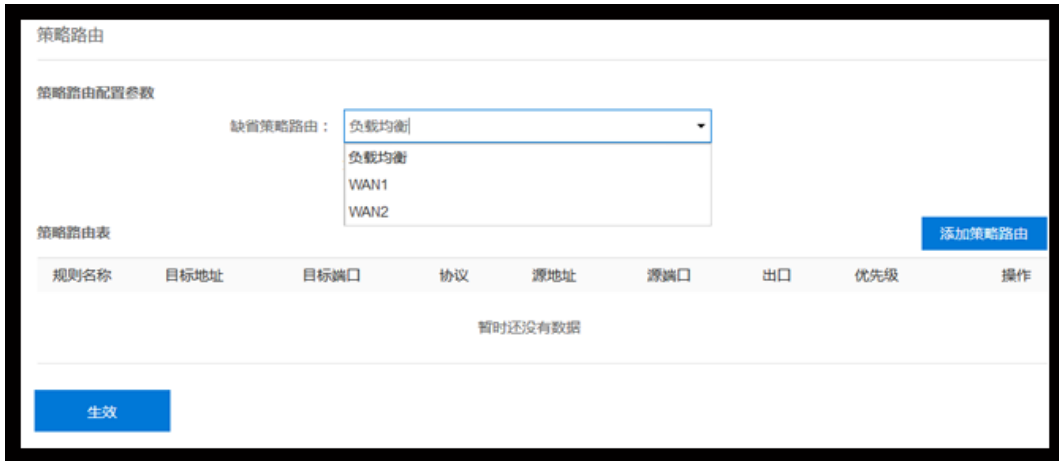 策略路由
策略路由配置参数
缺省策略路由： 负载均衡
负载均衡
WAN1
WAN2
策略路由表 添加策略路由
规则名称 目标地址 目标端口 协议 源地址 源端口 出口 优先级 操作
暂时还没有数据
生效